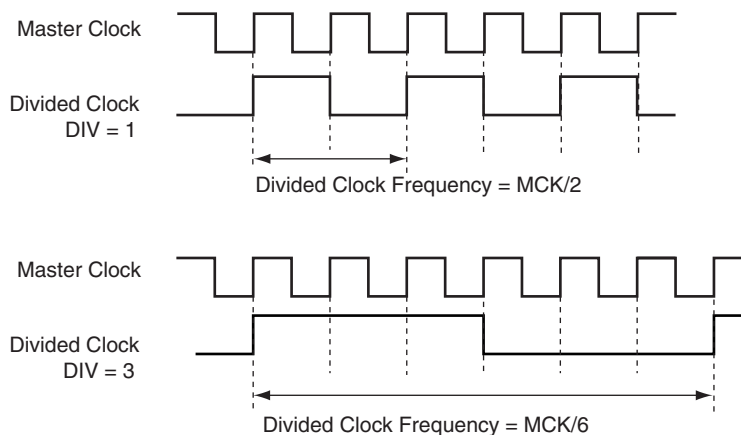 Master Clock
Divided Clock
DIV = 1
Divided Clock Frequency = MCK/2
Master Clock
Divided Clock
DIV = 3
Divided Clock Frequency = MCK/6